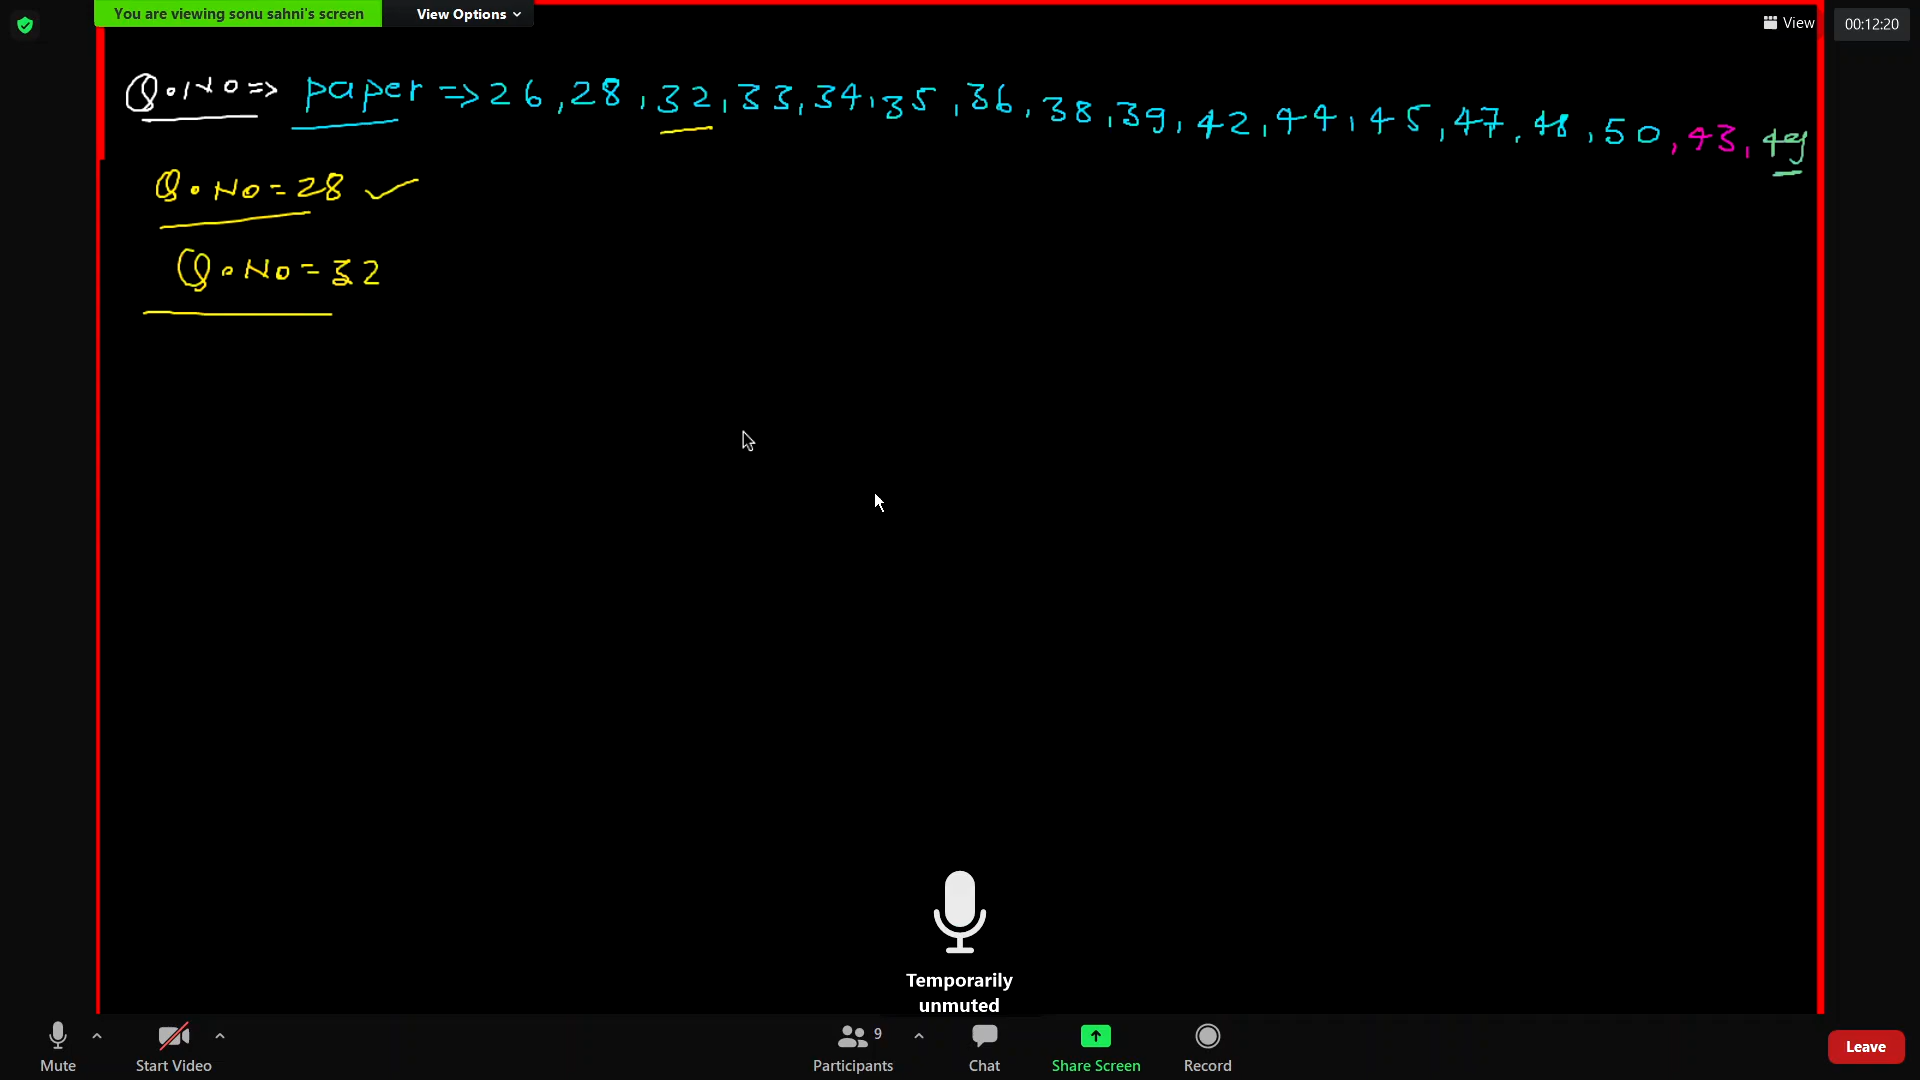 You are viewing sonu sahni's screen View Options
View 00:12:20
Q.No => paper => 26, 28, 32, 33, 34, 35, 36, 38, 39, 42, 44, 45, 47, 48, 50, 43, 49
Q. No = 28 ✓
Q. No = 32
Temporarily
unmuted
9
Mute Start Video Participants Chat Share Screen Record Leave